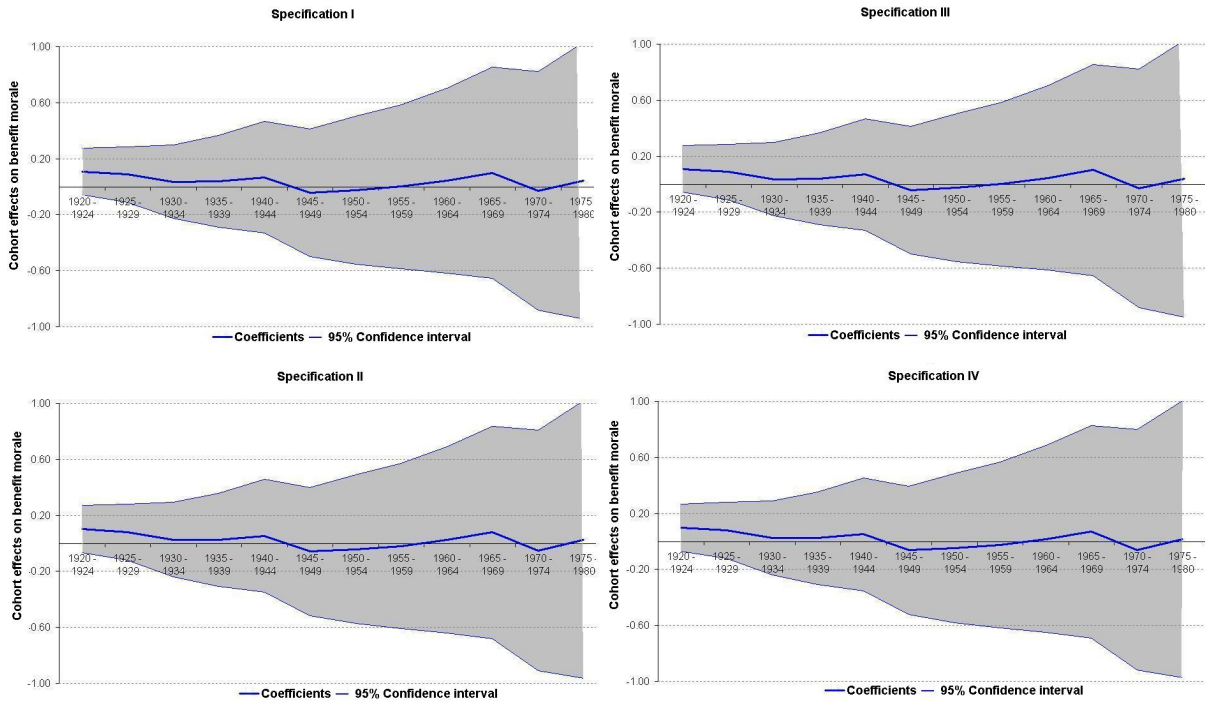 Specification I
Cohort effects on benefit morale
1.00
0.60
0.20
-0.20
-0.60
-1.00
1920 - 1925 - 1930 - 1935 - 1940 - 1945 - 1950 - 1955 - 1960 - 1965 - 1970 - 1975 -
1924 1929 1934 1939 1944 1949 1954 1959 1964 1969 1974 1980
Coefficients 95% Confidence interval
Specification III
Cohort effects on benefit morale
1.00
0.60
0.20
-0.20
-0.60
-1.00
1920 - 1925 - 1930 - 1935 - 1940 - 1945 - 1950 - 1955 - 1960 - 1965 - 1970 - 1975 -
1924 1929 1934 1939 1944 1949 1954 1959 1964 1969 1974 1980
Coefficients 95% Confidence interval
Specification II
Cohort effects on benefit morale
1.00
0.60
0.20
-0.20
-0.60
-1.00
1920 - 1925 - 1930 - 1935 - 1940 - 1945 - 1950 - 1955 - 1960 - 1965 - 1970 - 1975 -
1924 1929 1934 1939 1944 1949 1954 1959 1964 1969 1974 1980
Coefficients 95% Confidence interval
Specification IV
Cohort effects on benefit morale
1.00
0.60
0.20
-0.20
-0.60
-1.00
1920 - 1925 - 1930 - 1935 - 1940 - 1945 - 1950 - 1955 - 1960 - 1965 - 1970 - 1975 -
1924 1929 1934 1939 1944 1949 1954 1959 1964 1969 1974 1980
Coefficients 95% Confidence interval